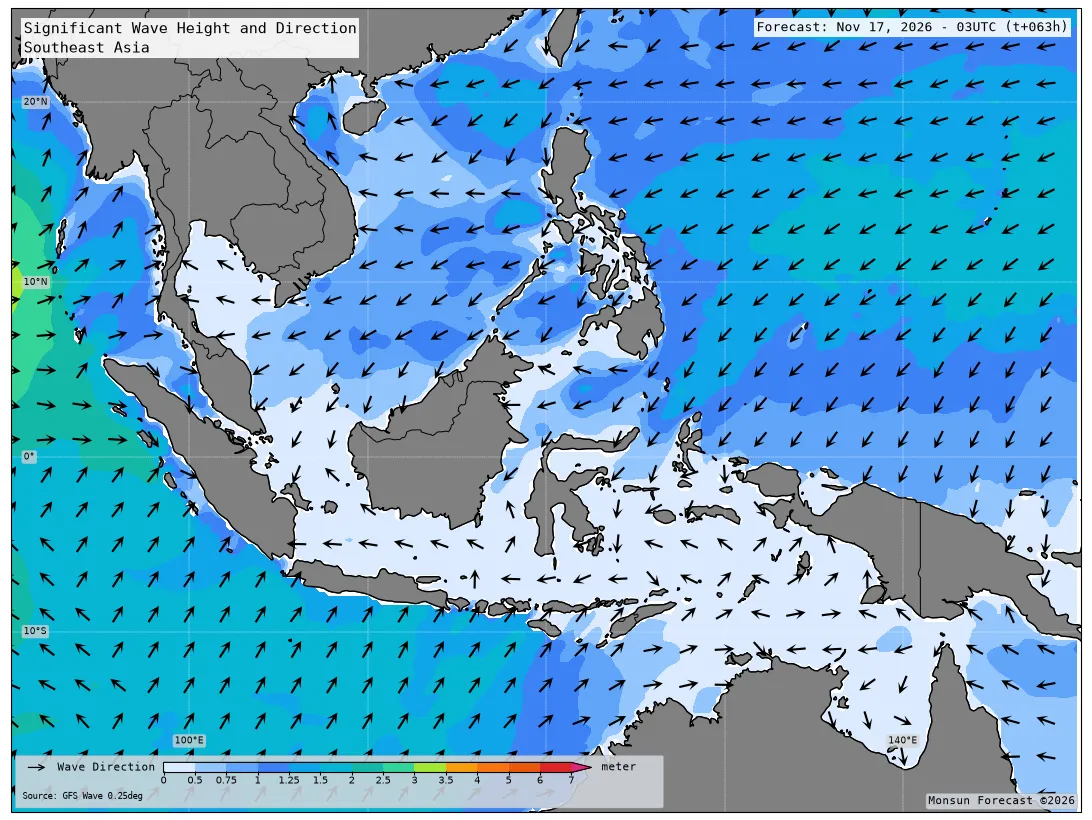 Significant Wave Height and Direction
Southeast Asia
Forecast: Nov 17, 2026 - 03UTC (t+063h)
20°N
10°N
0°
10°S
100°E
140°E
Wave Direction
meter
0 0.5 0.75 1 1.25 1.5 2 2.5 3 3.5 4 5 6 7
Source: GFS Wave 0.25deg
Monsun Forecast ©2026